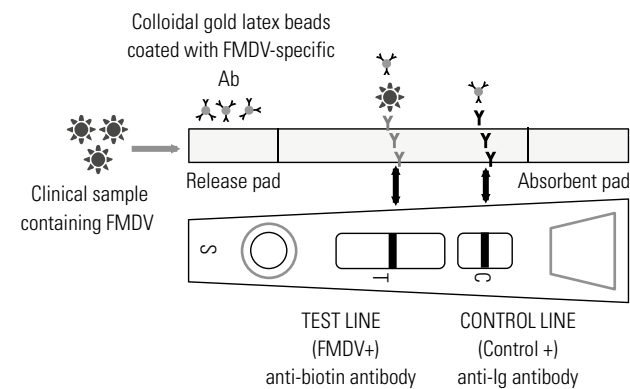 Colloidal gold latex beads
coated with FMDV-specific
Ab
Clinical sample
containing FMDV
Release pad
Absorbent pad
S
T
C
TEST LINE
(FMDV+)
anti-biotin antibody
CONTROL LINE
(Control +)
anti-Ig antibody